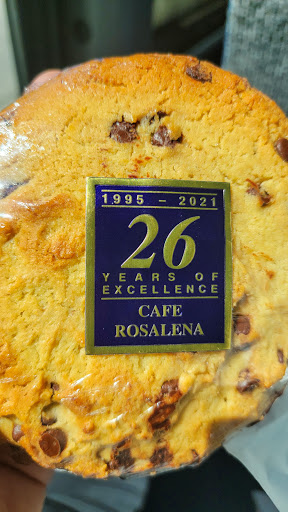 1995 - 2021
26
YEARS OF
EXCELLENCE
CAFE
ROSALENA